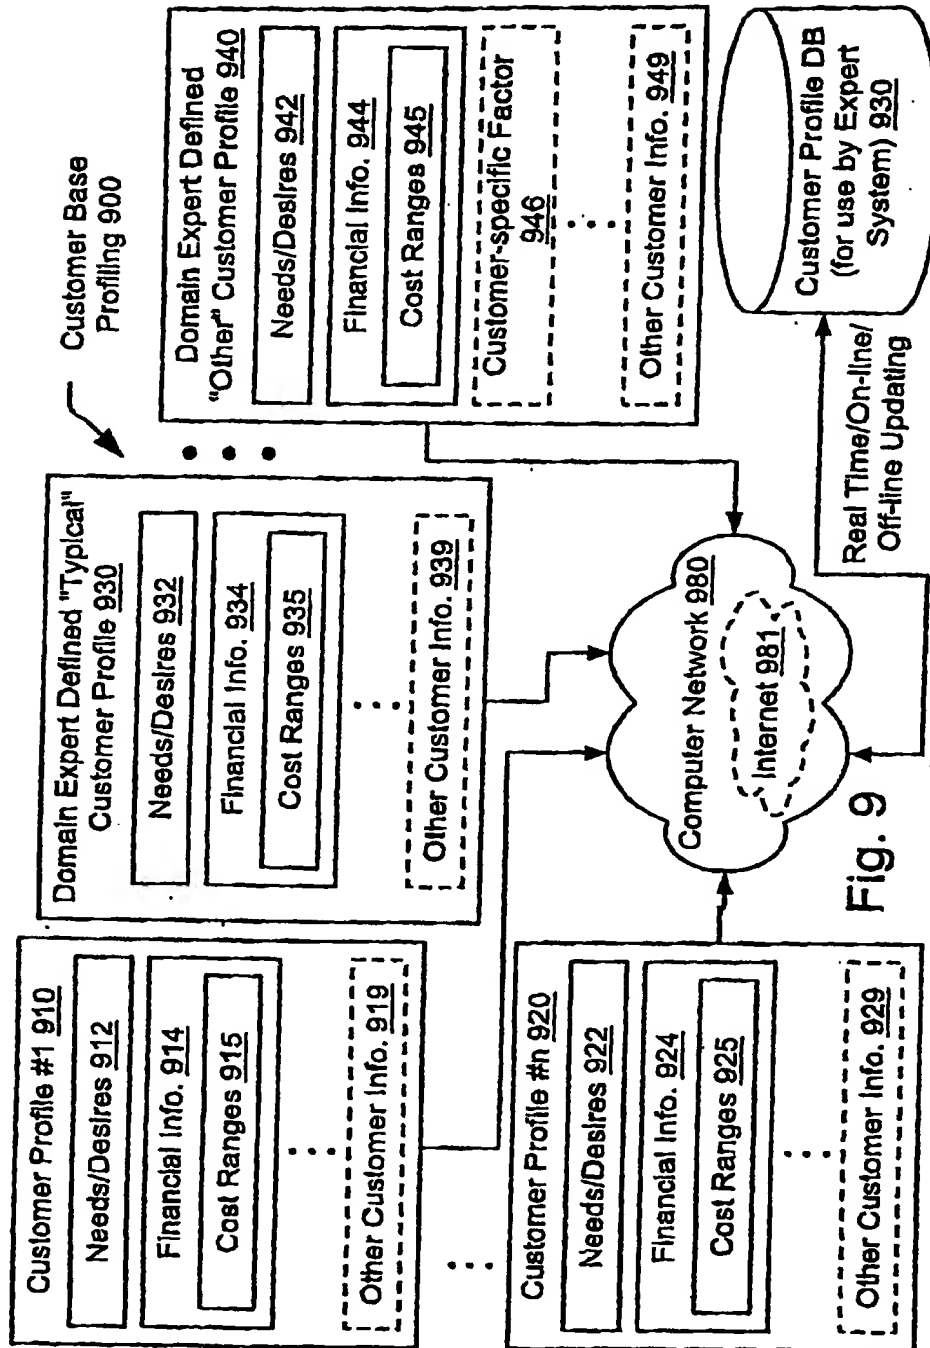 Customer Base
Profiling 900
Customer Profile #1 910
Needs/Desires 912
Financial Info. 914
Cost Ranges 915
Other Customer Info. 919
Domain Expert Defined "Typical"
Customer Profile 930
Needs/Desires 932
Financial Info. 934
Cost Ranges 935
Other Customer Info. 939
Domain Expert Defined
"Other" Customer Profile 940
Needs/Desires 942
Financial Info. 944
Cost Ranges 945
Customer-specific Factor
946
Other Customer Info. 949
Customer Profile #n 920
Needs/Desires 922
Financial Info. 924
Cost Ranges 925
Other Customer Info. 929
Computer Network 980
Internet 981
Real Time/On-line/
Off-line Updating
Customer Profile DB
(for use by Expert
System) 930
Fig. 9